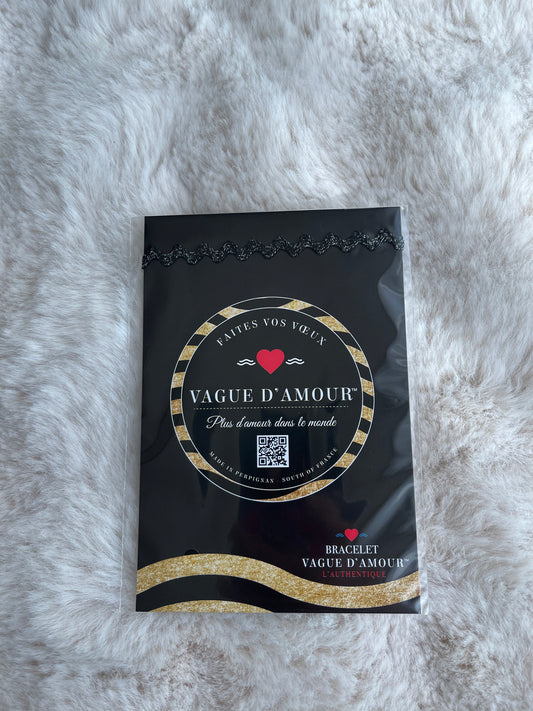 FAITES VOS VŒUX
VAGUE D'AMOUR™
Plus d'amour dans le monde
MADE IN PERPIGNAN - SOUTH OF FRANCE
BRACELET
VAGUE D'AMOUR™
L'AUTHENTIQUE